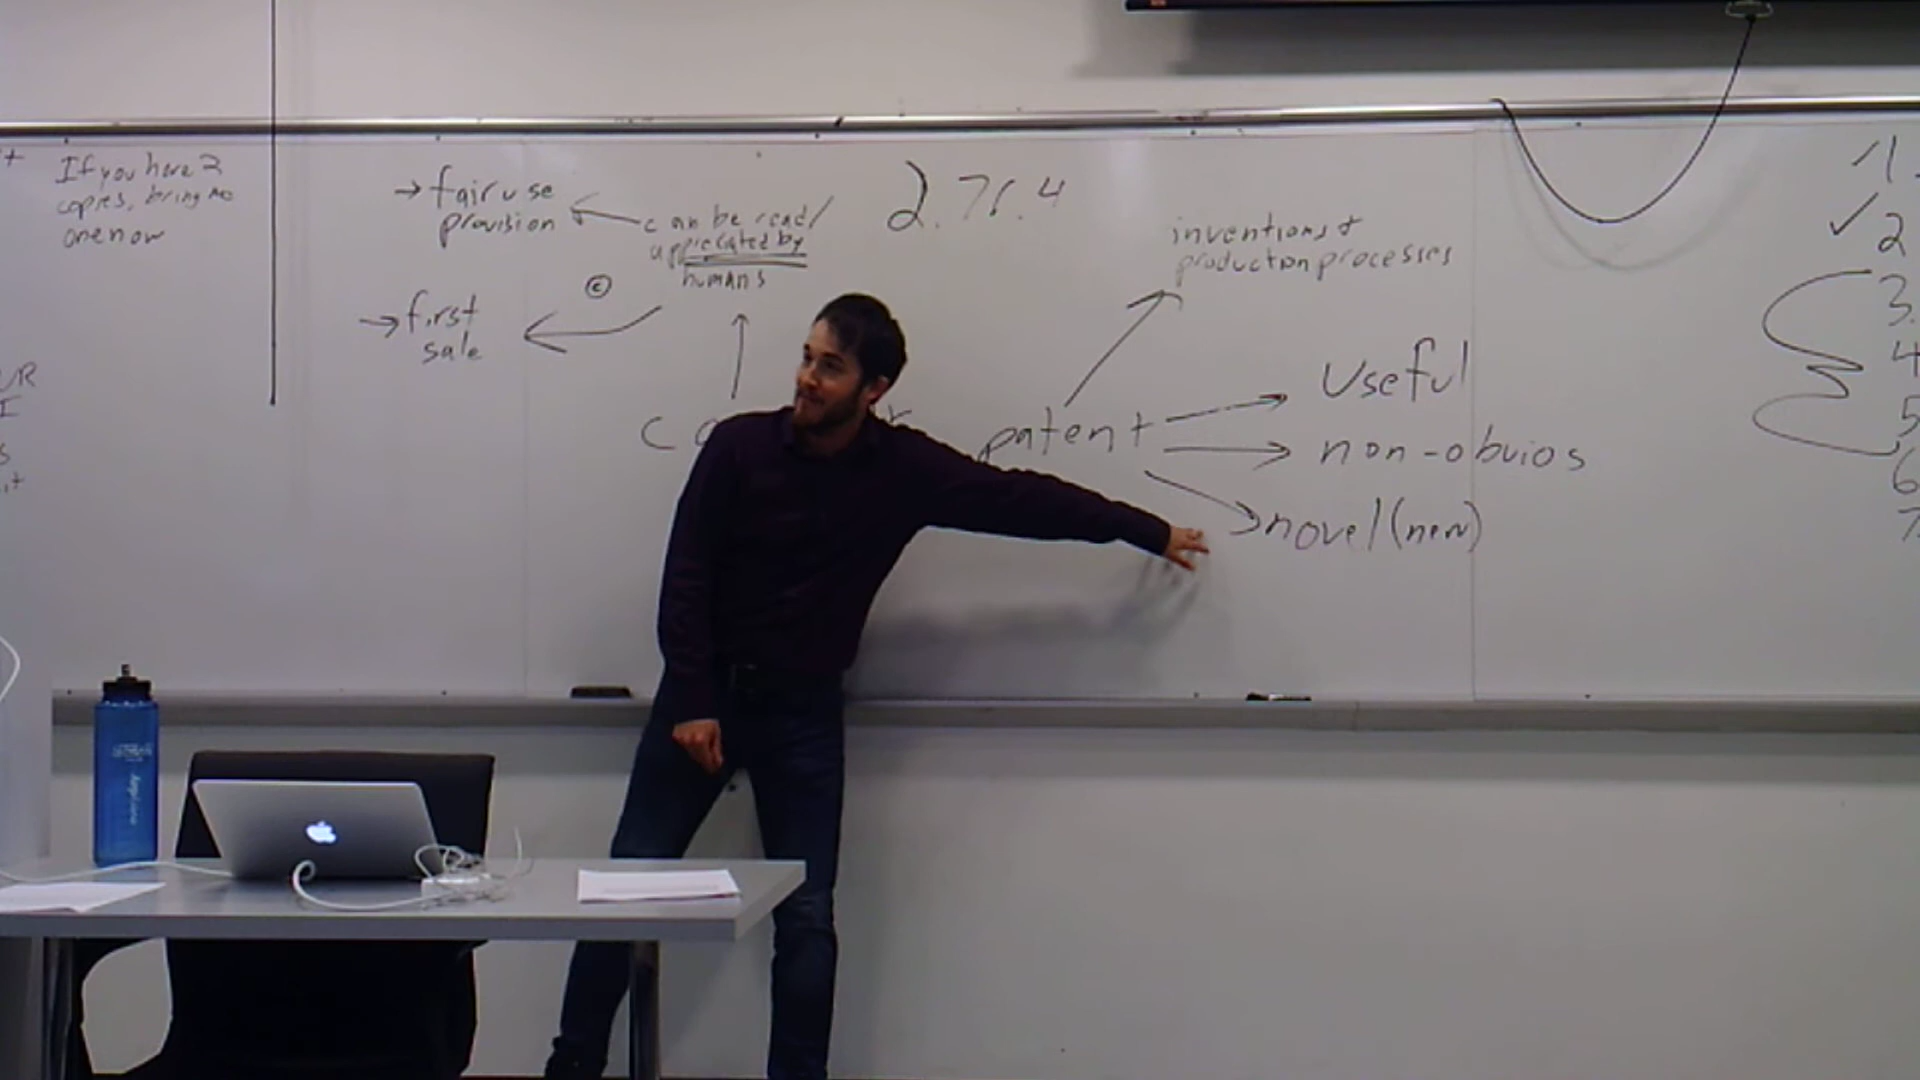 If you have 2
copies, bring me
one now
→ fair use
provision
can be read/
appreciated by
humans
2.76.4
inventions &
production processes
©
→ first
sale
patent
useful
non-obvios
novel (new)
1.
✓ 2
3.
4
5
6
7.